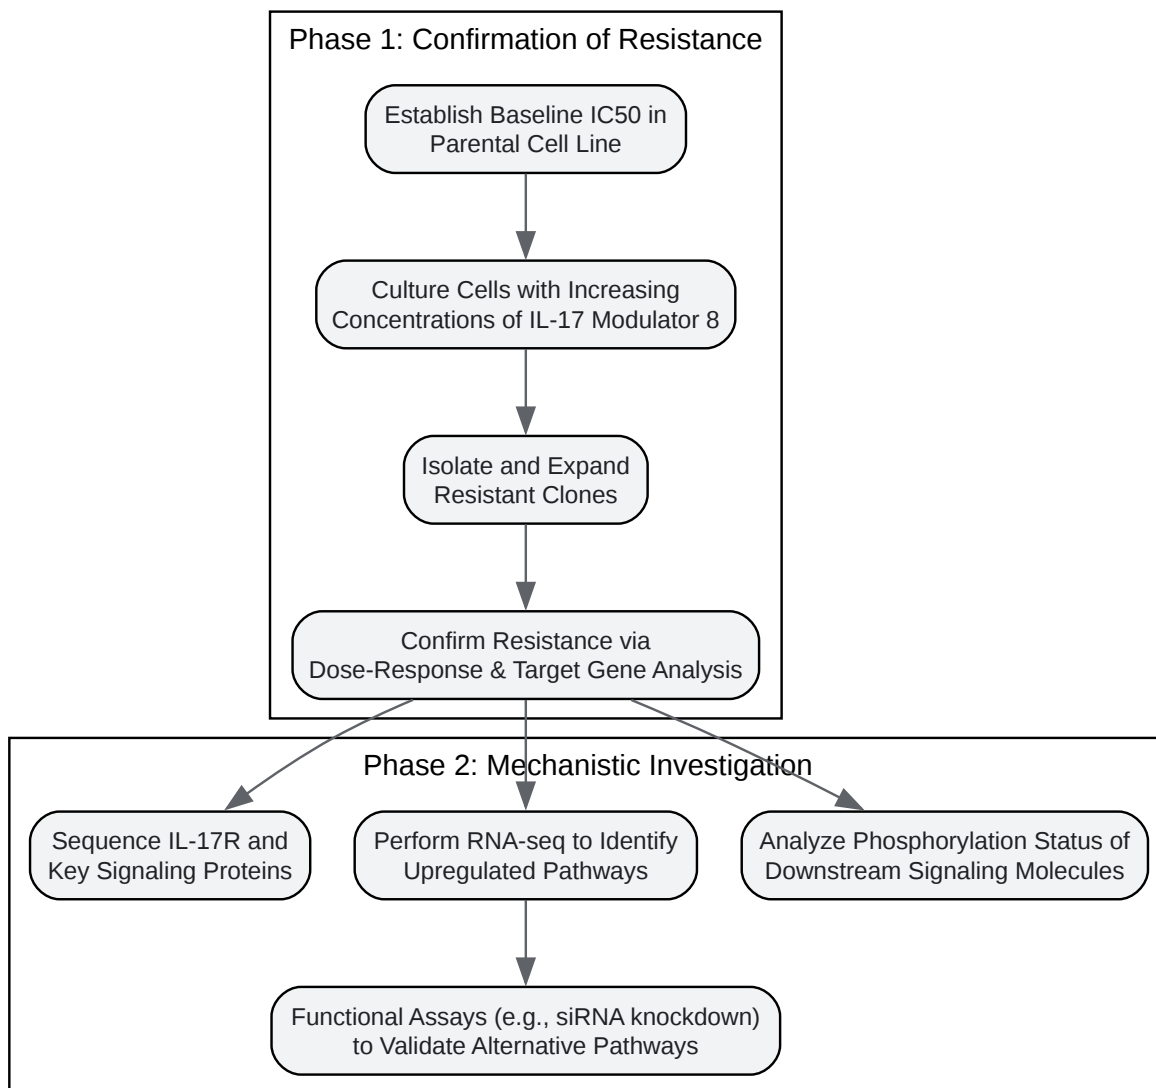 Phase 1: Confirmation of Resistance
Establish Baseline IC50 in
Parental Cell Line
Culture Cells with Increasing
Concentrations of IL-17 Modulator 8
Isolate and Expand
Resistant Clones
Confirm Resistance via
Dose-Response & Target Gene Analysis
Phase 2: Mechanistic Investigation
Sequence IL-17R and
Key Signaling Proteins
Perform RNA-seq to Identify
Upregulated Pathways
Analyze Phosphorylation Status of
Downstream Signaling Molecules
Functional Assays (e.g., siRNA knockdown)
to Validate Alternative Pathways